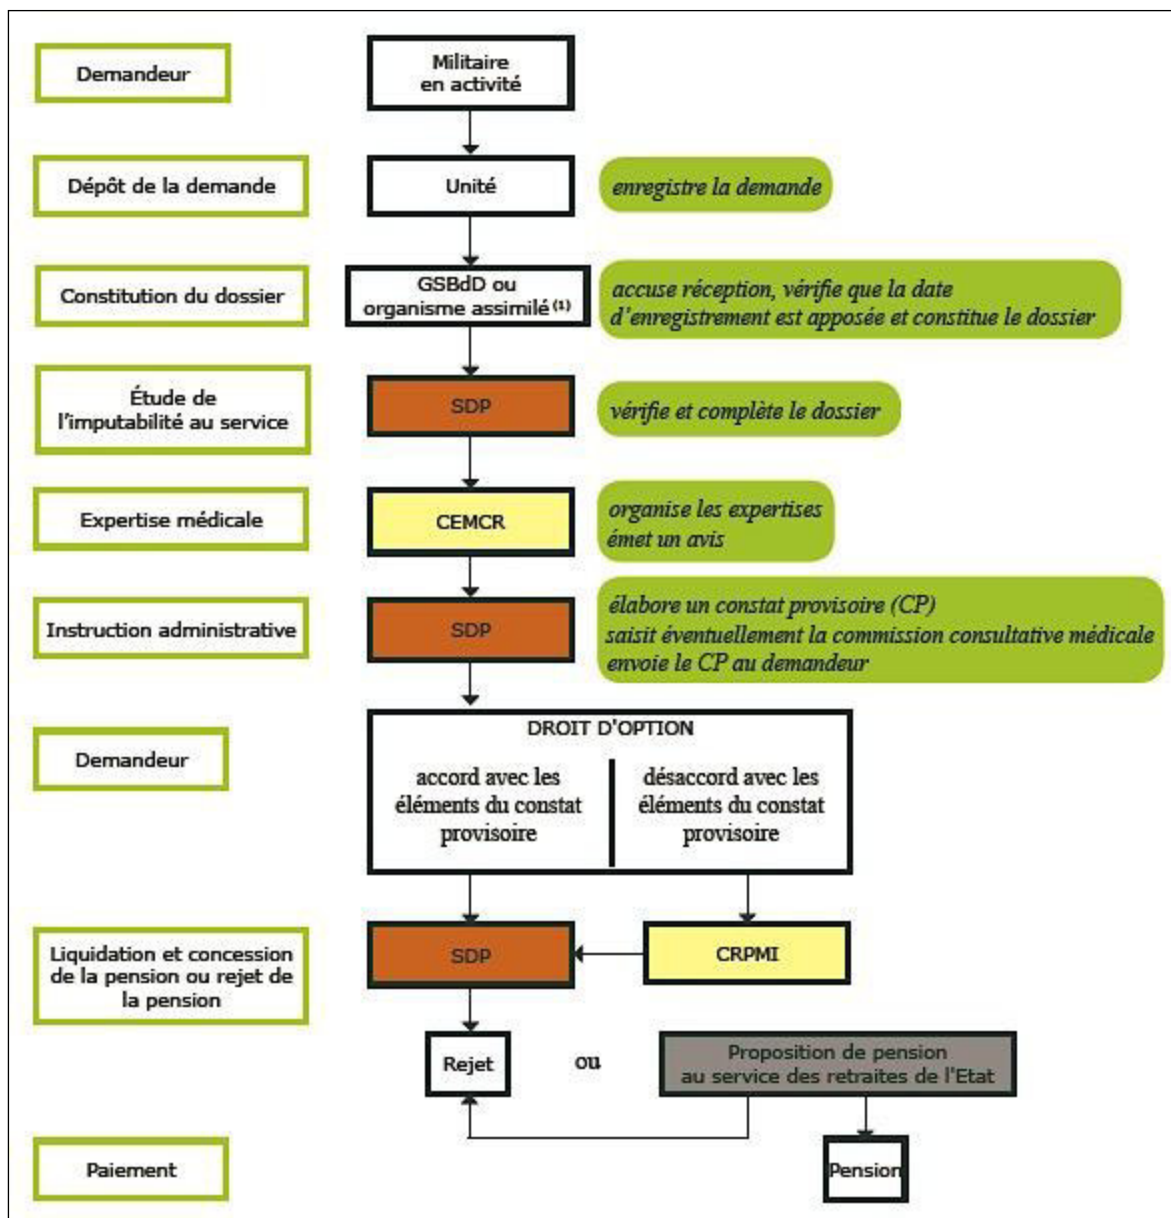 Demandeur
Militaire
en activité
Dépôt de la demande
Unité
enregistre la demande
Constitution du dossier
GSBdD ou
organisme assimilé (1)
accuse réception, vérifie que la date
d'enregistrement est apposée et constitue le dossier
Étude de
l'imputabilité au service
SDP
vérifie et complète le dossier
Expertise médicale
CEMCR
organise les expertises
émet un avis
Instruction administrative
SDP
élabore un constat provisoire (CP)
saisit éventuellement la commission consultative médicale
envoie le CP au demandeur
Demandeur
DROIT D'OPTION
accord avec les
éléments du constat
provisoire
désaccord avec les
éléments du constat
provisoire
Liquidation et concession
de la pension ou rejet de
la pension
SDP
CRPMI
Rejet
ou
Proposition de pension
au service des retraites de l'Etat
Paiement
Pension